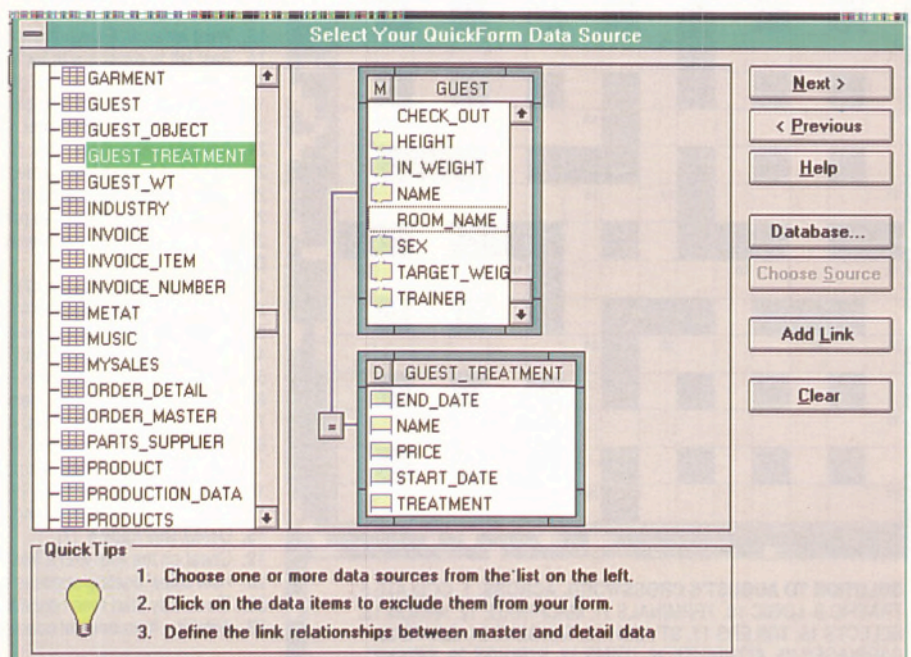 Select Your QuickForm Data Source
GARMENT
GUEST
GUEST_OBJECT
GUEST_TREATMENT
GUEST_WT
INDUSTRY
INVOICE
INVOICE_ITEM
INVOICE_NUMBER
METAT
MUSIC
MYSALES
ORDER_DETAIL
ORDER_MASTER
PARTS_SUPPLIER
PRODUCT
PRODUCTION_DATA
PRODUCTS
M GUEST
CHECK_OUT
HEIGHT
IN_WEIGHT
NAME
ROOM_NAME
SEX
TARGET_WEIG
TRAINER
=
D GUEST_TREATMENT
END_DATE
NAME
PRICE
START_DATE
TREATMENT
Next >
< Previous
Help
Database...
Choose Source
Add Link
Clear
QuickTips
1. Choose one or more data sources from the list on the left.
2. Click on the data items to exclude them from your form.
3. Define the link relationships between master and detail data